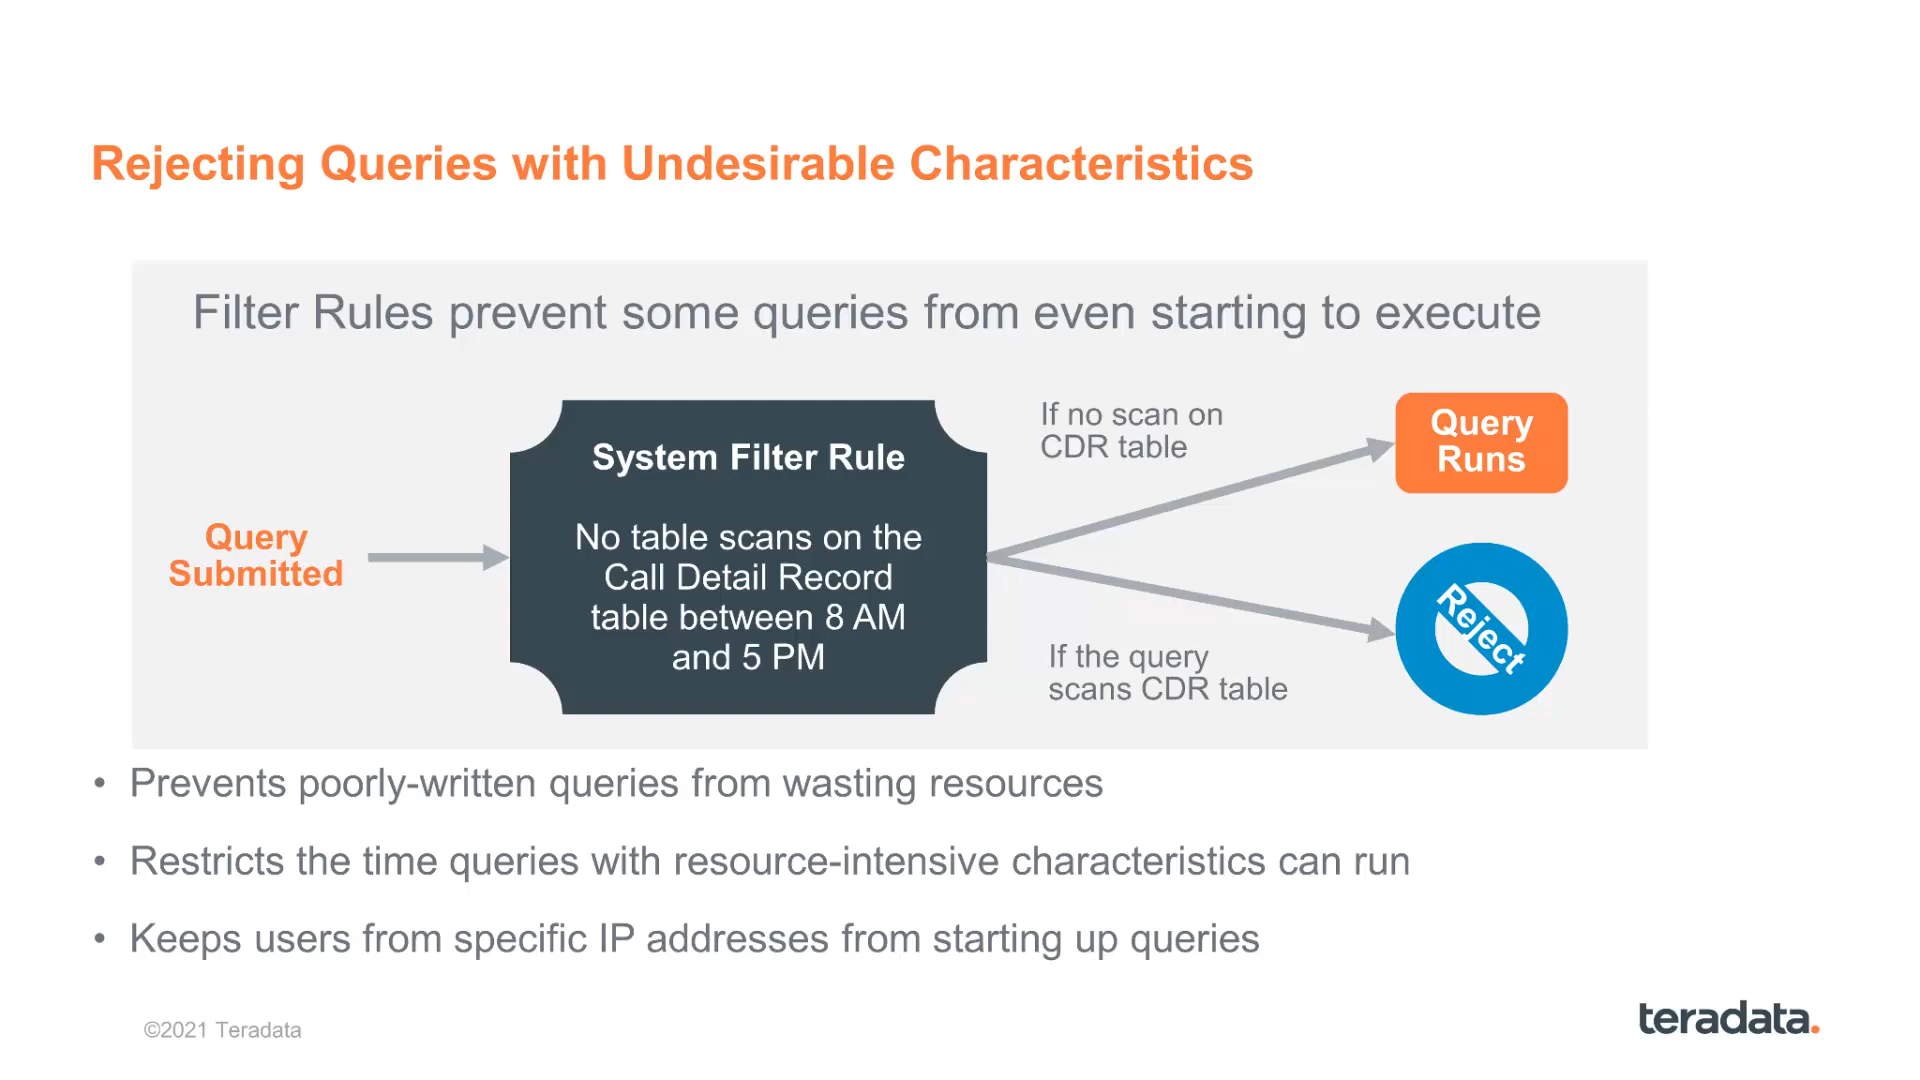 Rejecting Queries with Undesirable Characteristics
Filter Rules prevent some queries from even starting to execute
Query
Submitted
System Filter Rule
No table scans on the
Call Detail Record
table between 8 AM
and 5 PM
If no scan on
CDR table
Query
Runs
If the query
scans CDR table
Reject
• Prevents poorly-written queries from wasting resources
• Restricts the time queries with resource-intensive characteristics can run
• Keeps users from specific IP addresses from starting up queries
©2021 Teradata
teradata.